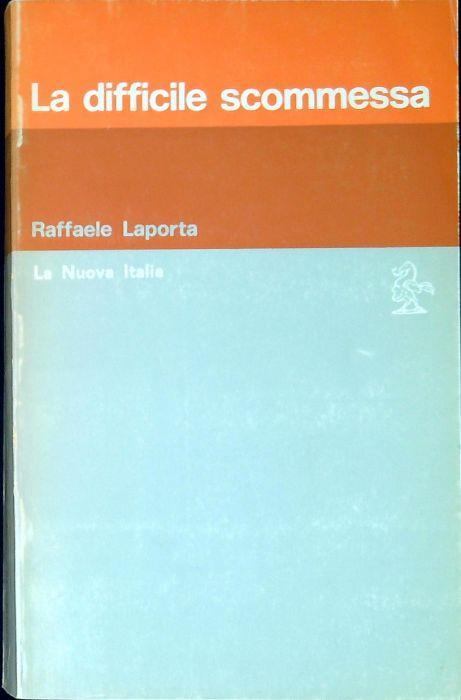 La difficile scommessa
Raffaele Laporta
La Nuova Italia